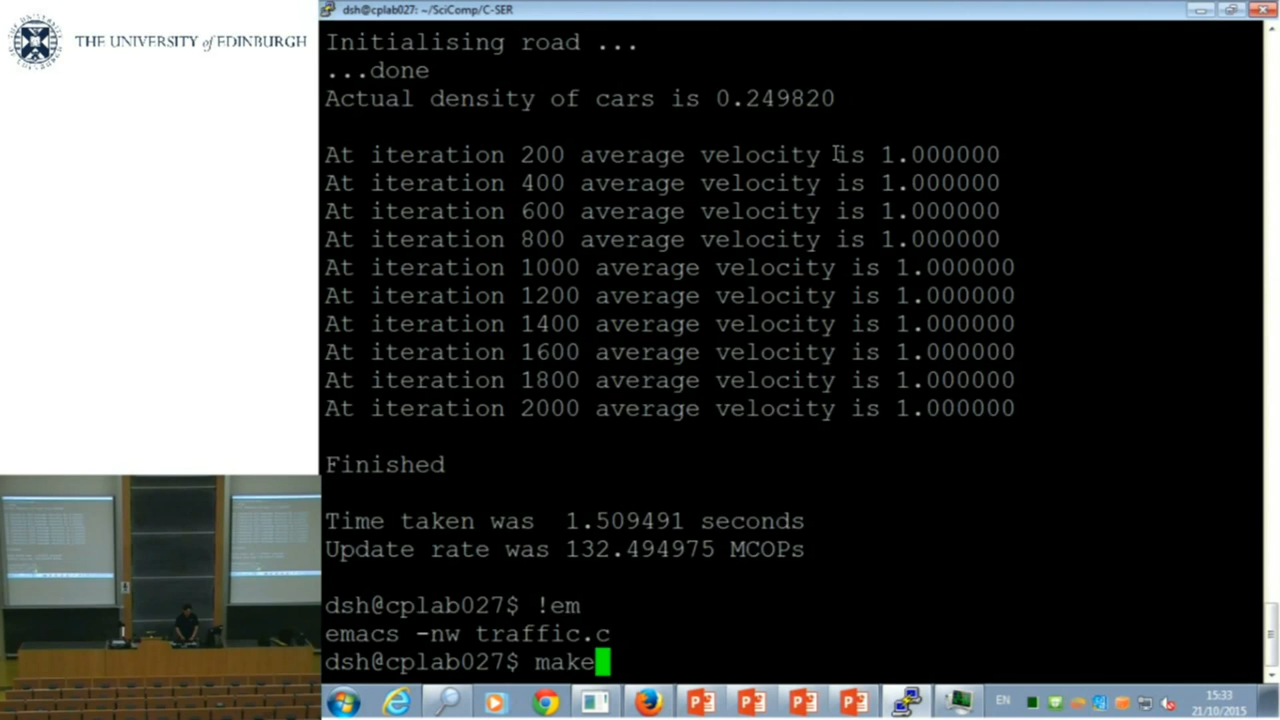 THE UNIVERSITY of EDINBURGH
dsh@cplab027: ~/SciComp/C-SER
Initialising road ...
...done
Actual density of cars is 0.249820
At iteration 200 average velocity is 1.000000
At iteration 400 average velocity is 1.000000
At iteration 600 average velocity is 1.000000
At iteration 800 average velocity is 1.000000
At iteration 1000 average velocity is 1.000000
At iteration 1200 average velocity is 1.000000
At iteration 1400 average velocity is 1.000000
At iteration 1600 average velocity is 1.000000
At iteration 1800 average velocity is 1.000000
At iteration 2000 average velocity is 1.000000
Finished
Time taken was  1.509491 seconds
Update rate was 132.494975 MCOPs
dsh@cplab027$ !em
emacs -nw traffic.c
dsh@cplab027$ make
EN
15:33
21/10/2015